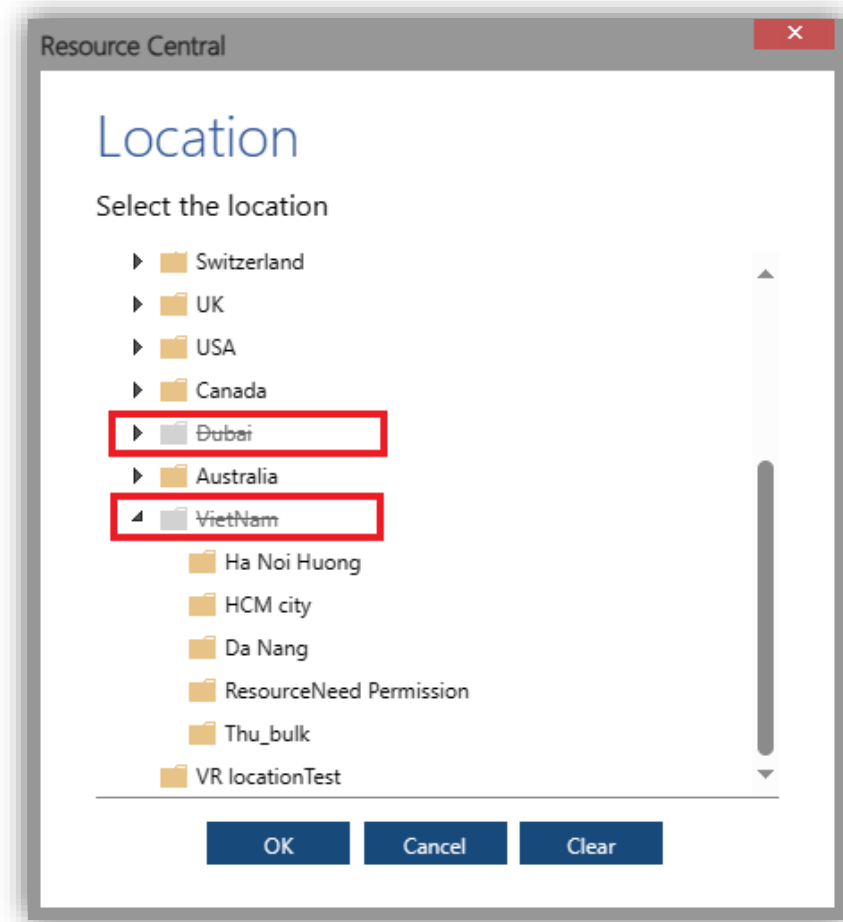 Resource Central
Location
Select the location
Switzerland
UK
USA
Canada
Dubai
Australia
VietNam
Ha Noi Huong
HCM city
Da Nang
ResourceNeed Permission
Thu_bulk
VR locationTest
OK Cancel Clear